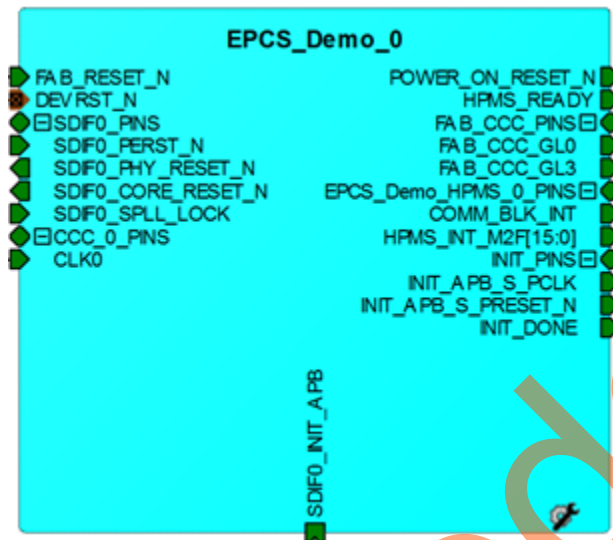 EPCS_Demo_0
FAB_RESET_N
DEVRST_N
SDIF0_PINS
SDIF0_PERST_N
SDIF0_PHY_RESET_N
SDIF0_CORE_RESET_N
SDIF0_SPLL_LOCK
CCC_0_PINS
CLK0
POWER_ON_RESET_N
HPMS_READY
FAB_CCC_PINS
FAB_CCC_GL0
FAB_CCC_GL3
EPCS_Demo_HPMS_0_PINS
COMM_BLK_INT
HPMS_INT_M2F[15:0]
INIT_PINS
INIT_APB_S_PCLK
INIT_APB_S_PRESET_N
INIT_DONE
SDIF0_INIT_APB